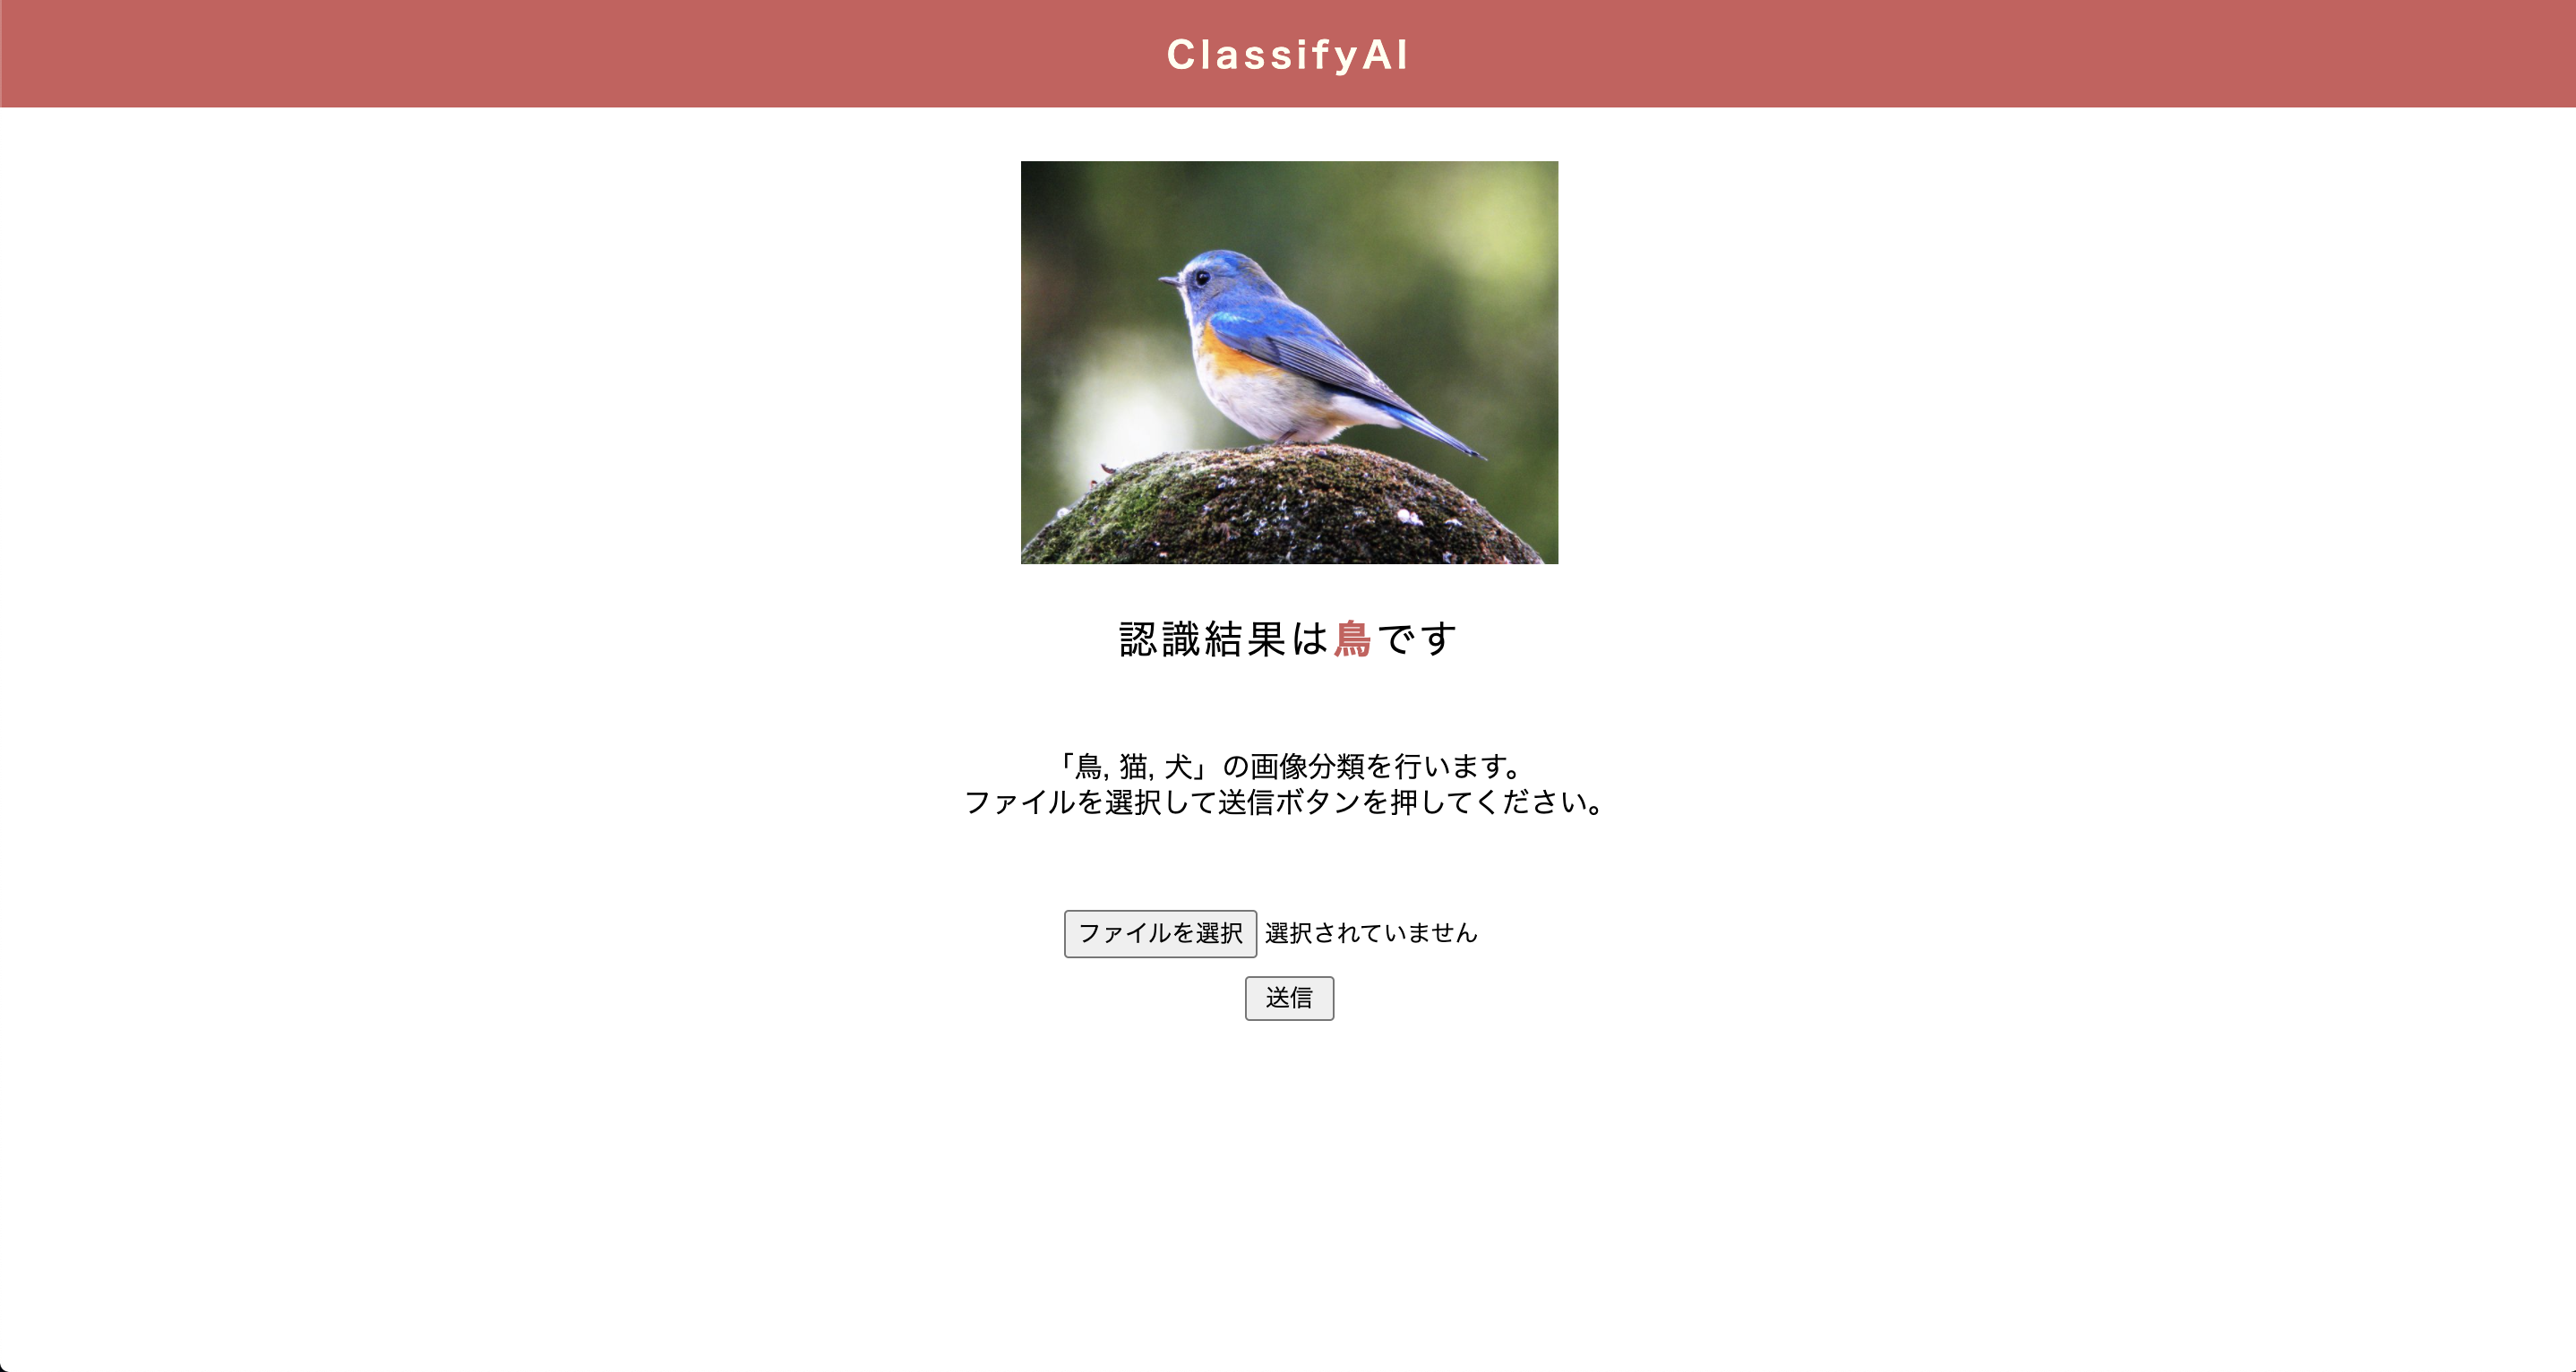 ClassifyAI
認識結果は鳥です
「鳥, 猫, 犬」の画像分類を行います。
ファイルを選択して送信ボタンを押してください。
ファイルを選択 選択されていません
送信